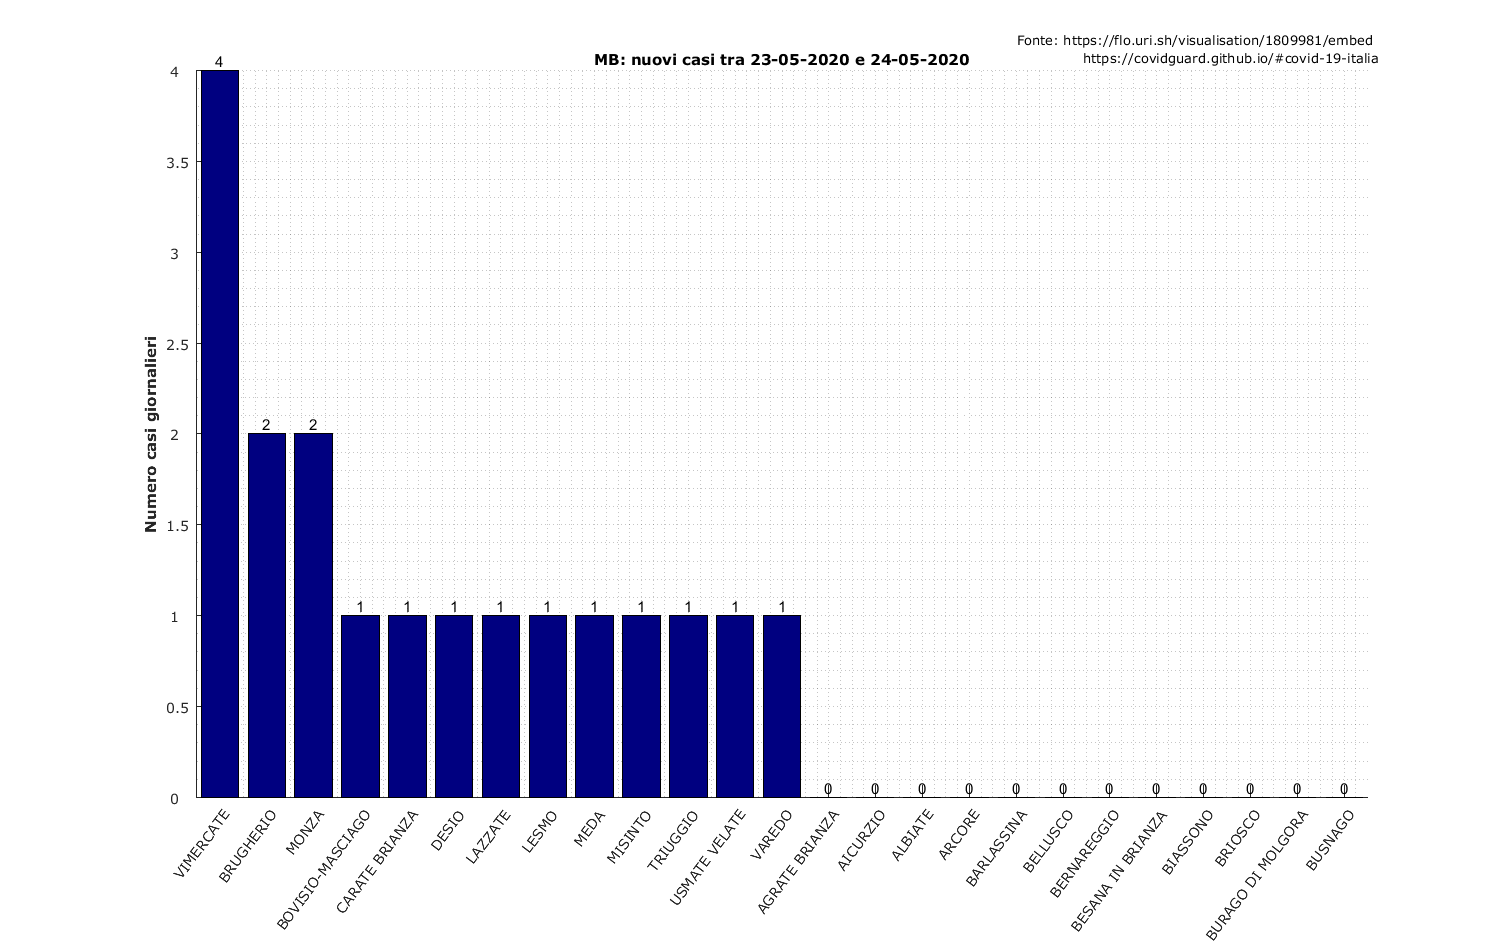 Fonte: https://flo.uri.sh/visualisation/1809981/embed
https://covidguard.github.io/#covid-19-italia
MB: nuovi casi tra 23-05-2020 e 24-05-2020
Numero casi giornalieri
4
3.5
3
2.5
2
1.5
1
0.5
0
4
2
2
1
1
1
1
1
1
1
1
1
1
0
0
0
0
0
0
0
0
0
0
0
0
VIMERCATE
BRUGHERIO
MONZA
BOVISIO-MASCIAGO
CARATE BRIANZA
DESIO
LAZZATE
LESMO
MEDA
MISINTO
TRIUGGIO
USMATE VELATE
VAREDO
AGRATE BRIANZA
AICURZIO
ALBIATE
ARCORE
BARLASSINA
BELLUSCO
BERNAREGGIO
BESANA IN BRIANZA
BIASSONO
BRIOSCO
BURAGO DI MOLGORA
BUSNAGO